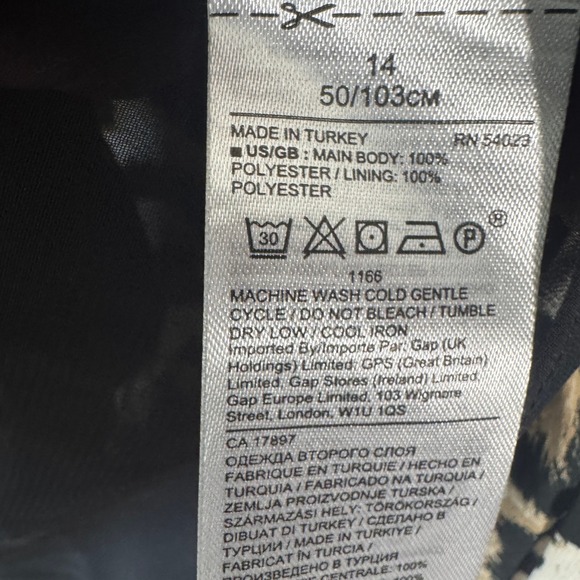 14
50/103CM
MADE IN TURKEY RN 54023
■ US/GB : MAIN BODY: 100%
POLYESTER / LINING: 100%
POLYESTER
30 P ®
1166
MACHINE WASH COLD GENTLE
CYCLE / DO NOT BLEACH / TUMBLE
DRY LOW / COOL IRON
Imported By/Importe Par: Gap (UK
Holdings) Limited. GPS (Great Britain)
Limited, Gap Stores (Ireland) Limited,
Gap Europe Limited, 103 Wigmore
Street, London, W1U 1QS
CA 17897
ОДЕЖДА ВТОРОГО СЛОЯ
FABRIQUE EN TURQUIE / HECHO EN
TURQUIA / FABRICADO NA TURQUIA /
ZEMLJA PROIZVODNJE TURSKA /
SZÁRMAZÁSI HELY: TÖRÖKORSZÁG /
DIBUAT DI TURKEY / СДЕЛАНО В
ТУРЦИИ / MADE IN TURKIYE /
FABRICAT ÎN TURCIA /
ПРОИЗВЕДЕНО В ТУРЦИЯ
CENTRALE: 100%